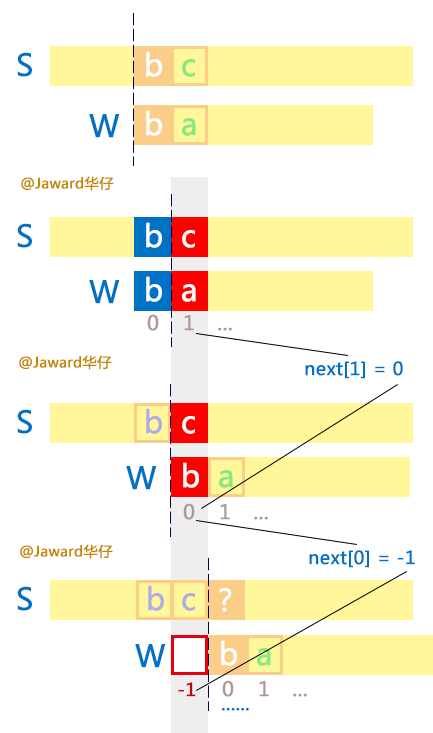 S b c
W b a
@Jaward华仔
S b c
W b a
0 1 ...
next[1] = 0
@Jaward华仔
S b c
W b a
0 1 ...
@Jaward华仔
next[0] = -1
S b c ?
W b a
-1 0 1 ...
......